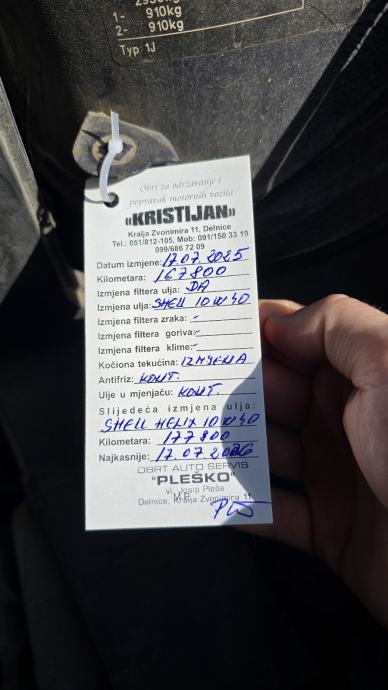 1- 910kg
2- 910kg
Typ 1J
Obrt za održavanje i
popravak motornih vozila
«KRISTIJAN»
Kralja Zvonimira 11, Delnice
Tel.: 051/812-105, Mob: 091/150 33 19
099/686 72 09
Datum izmjene: 17.07.2025
Kilometara: 167800
Izmjena filtera ulja: DA
Izmjena ulja: SHELL 10W40
Izmjena filtera zraka: -
Izmjena filtera goriva: -
Izmjena filtera klime: -
Kočiona tekućina: IZMJENA
Antifriz: KONT.
Ulje u mjenjaču: KONT.
Slijedeća izmjena ulja:
SHELL HELIX 10W40
Kilometara: 177800
Najkasnije: 17.07.2026
OBRT AUTO SERVIS
"PLEŠKO"
vl. Josip Pleše
Delnice, Kralja Zvonimira 11